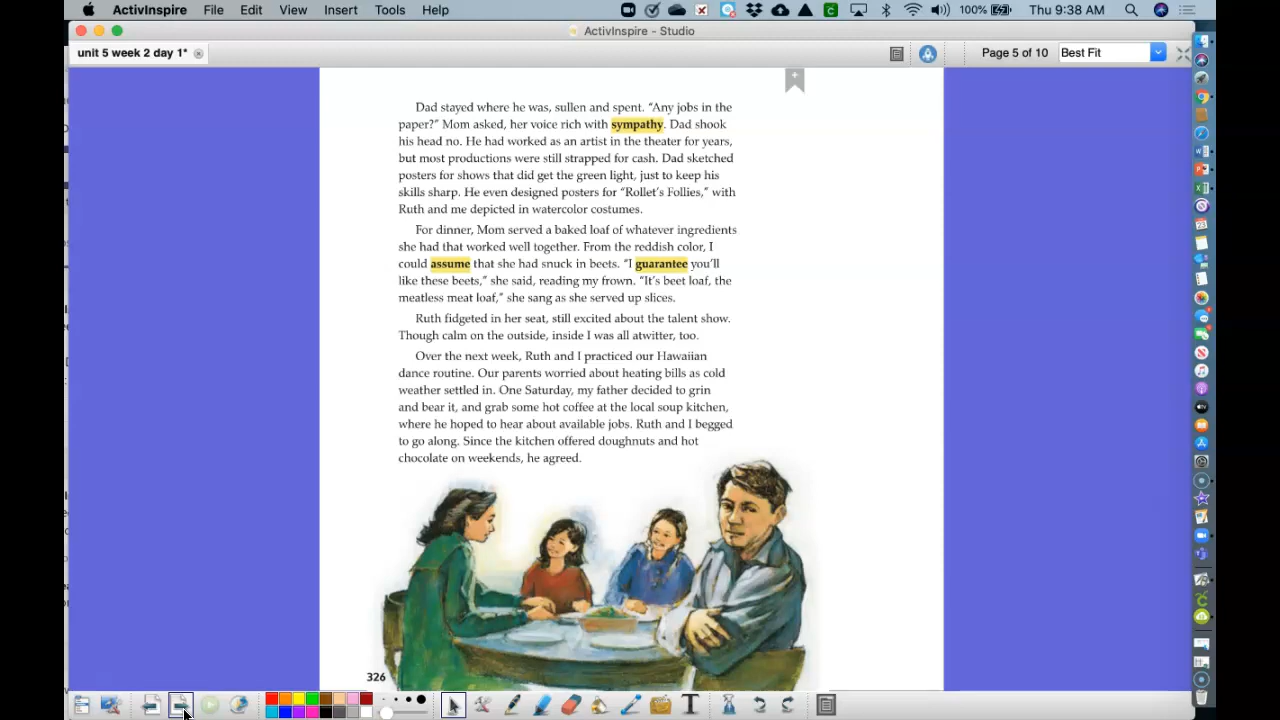 ActivInspire File Edit View Insert Tools Help 100% Thu 9:38 AM
ActivInspire - Studio
unit 5 week 2 day 1* Page 5 of 10 Best Fit
Dad stayed where he was, sullen and spent. “Any jobs in the
paper?” Mom asked, her voice rich with sympathy. Dad shook
his head no. He had worked as an artist in the theater for years,
but most productions were still strapped for cash. Dad sketched
posters for shows that did get the green light, just to keep his
skills sharp. He even designed posters for “Rollet’s Follies,” with
Ruth and me depicted in watercolor costumes.
For dinner, Mom served a baked loaf of whatever ingredients
she had that worked well together. From the reddish color, I
could assume that she had snuck in beets. “I guarantee you’ll
like these beets,” she said, reading my frown. “It’s beet loaf, the
meatless meat loaf,” she sang as she served up slices.
Ruth fidgeted in her seat, still excited about the talent show.
Though calm on the outside, inside I was all atwitter, too.
Over the next week, Ruth and I practiced our Hawaiian
dance routine. Our parents worried about heating bills as cold
weather settled in. One Saturday, my father decided to grin
and bear it, and grab some hot coffee at the local soup kitchen,
where he hoped to hear about available jobs. Ruth and I begged
to go along. Since the kitchen offered doughnuts and hot
chocolate on weekends, he agreed.
326